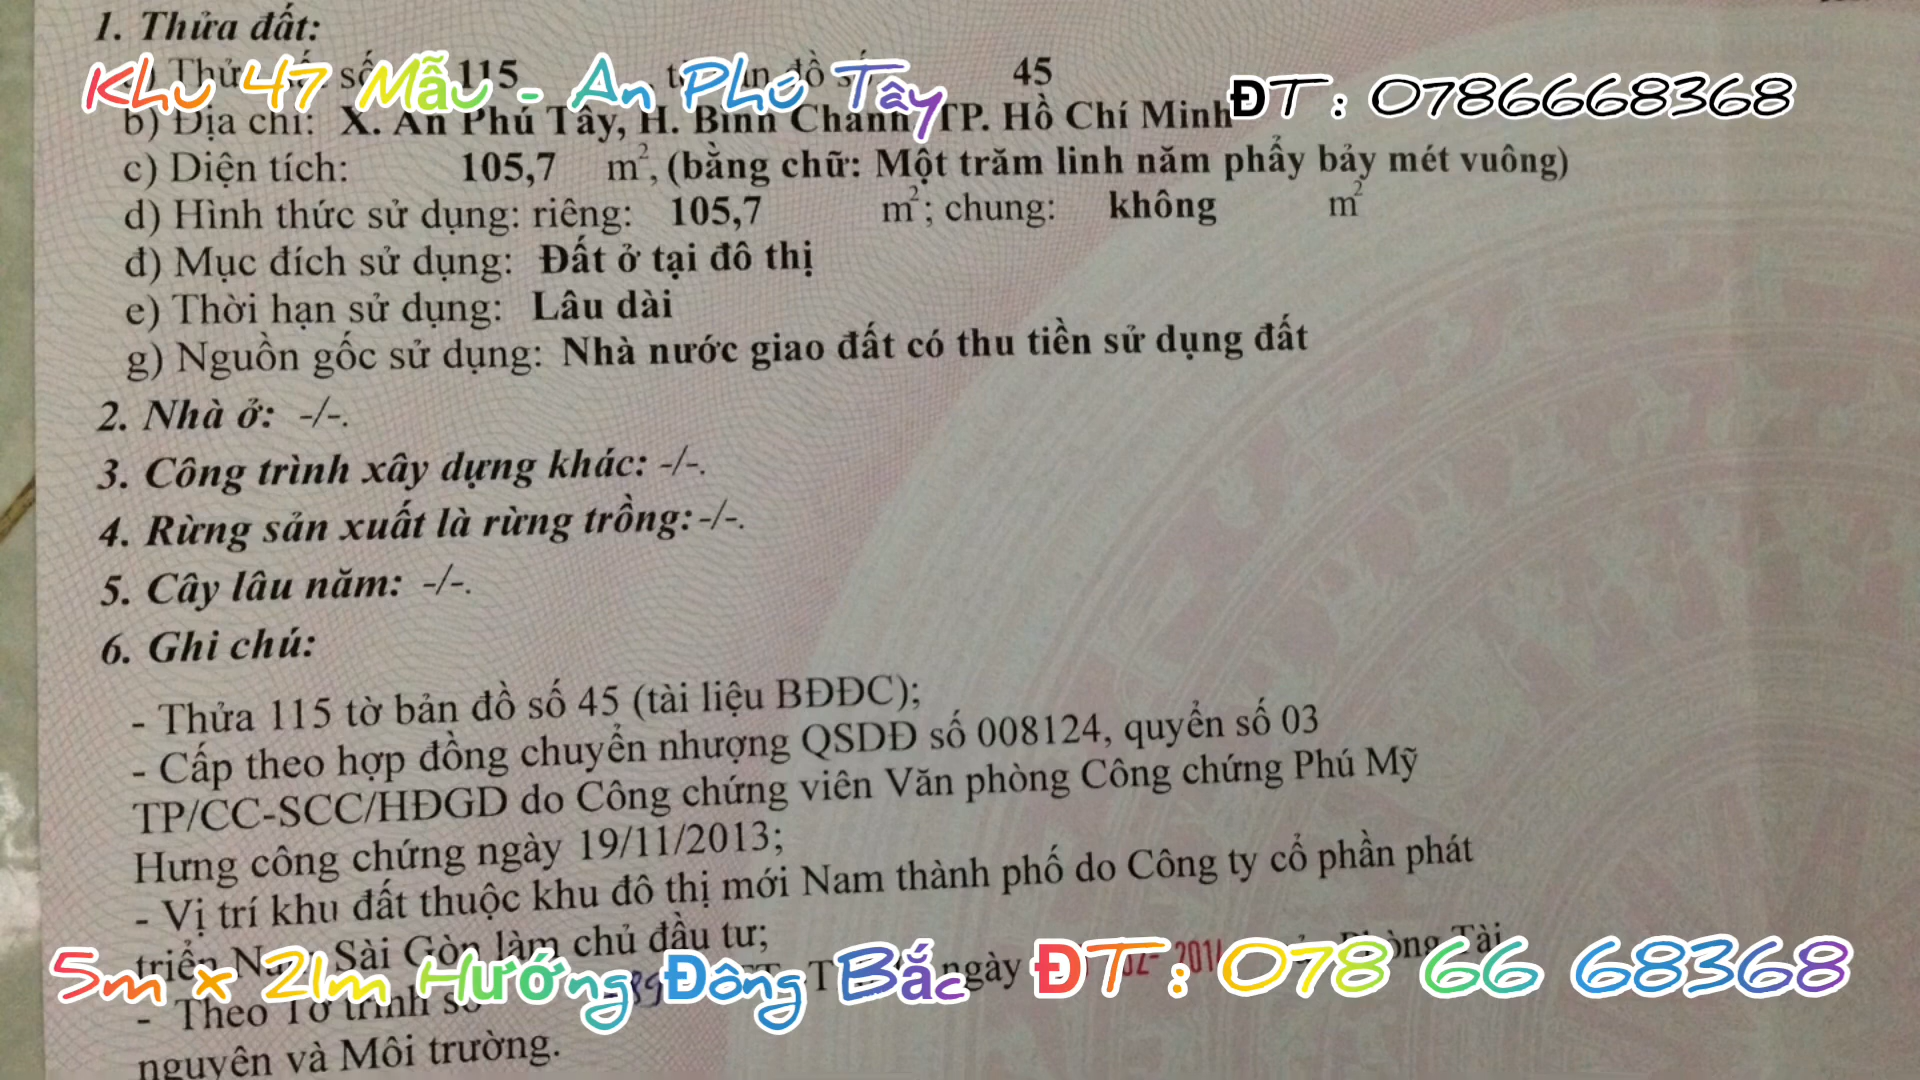 1. Thửa đất:
Khu 47 Mẫu - An Phú Tây
115 45
ĐT : 0786668368
b) Địa chỉ: X. An Phú Tây, H. Bình Chánh, TP. Hồ Chí Minh
c) Diện tích: 105,7 m², (bằng chữ: Một trăm linh năm phẩy bảy mét vuông)
d) Hình thức sử dụng: riêng: 105,7 m²; chung: không m²
đ) Mục đích sử dụng: Đất ở tại đô thị
e) Thời hạn sử dụng: Lâu dài
g) Nguồn gốc sử dụng: Nhà nước giao đất có thu tiền sử dụng đất
2. Nhà ở: -/-.
3. Công trình xây dựng khác: -/-.
4. Rừng sản xuất là rừng trồng: -/-.
5. Cây lâu năm: -/-.
6. Ghi chú:
- Thửa 115 tờ bản đồ số 45 (tài liệu BĐĐC);
- Cấp theo hợp đồng chuyển nhượng QSDĐ số 008124, quyển số 03
TP/CC-SCC/HĐGD do Công chứng viên Văn phòng Công chứng Phú Mỹ
Hưng công chứng ngày 19/11/2013;
- Vị trí khu đất thuộc khu đô thị mới Nam thành phố do Công ty cổ phần phát
triển Nam Sài Gòn làm chủ đầu tư;
5m x 21m Hướng Đông Bắc ĐT : 078 66 68368
- Theo Tờ trình số ngày Phòng Tài
nguyên và Môi trường.